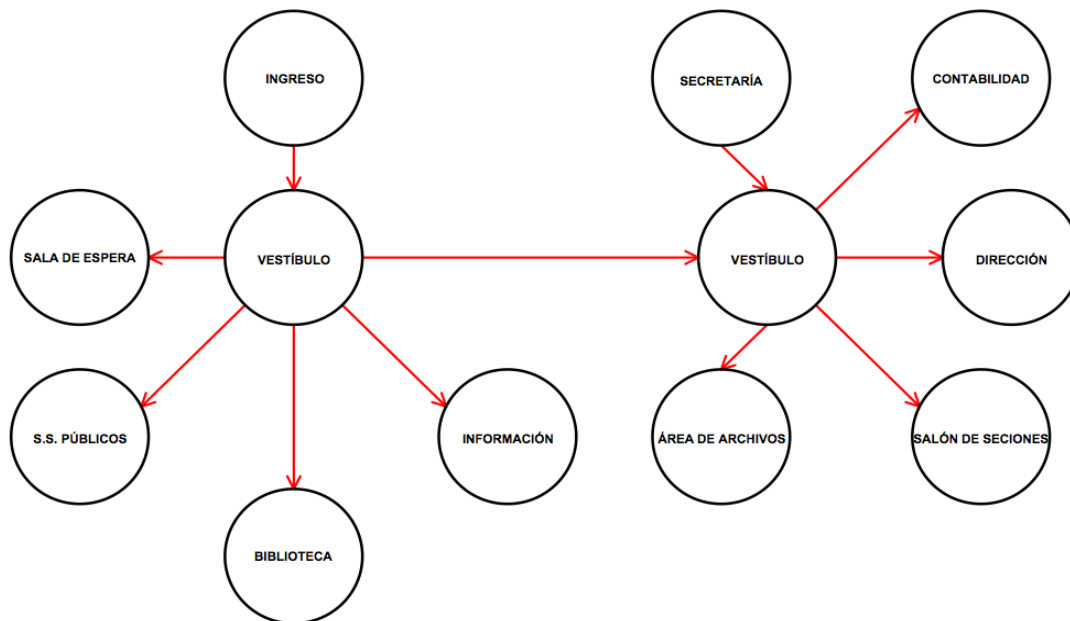 INGRESO
SECRETARÍA
CONTABILIDAD
SALA DE ESPERA
VESTÍBULO
VESTÍBULO
DIRECCIÓN
S.S. PÚBLICOS
INFORMACIÓN
ÁREA DE ARCHIVOS
SALÓN DE SECIONES
BIBLIOTECA